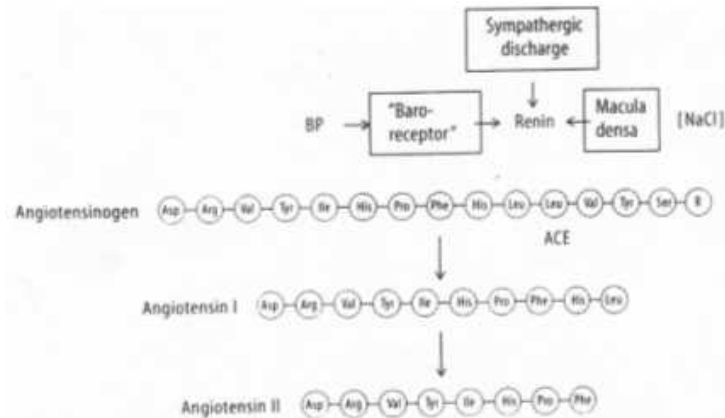 Sympathergic
discharge
BP
"Baro-
receptor"
Renin
Macula
densa
[NaCl]
Angiotensinogen
Asp Arg Val Tyr Ile His Pro Phe His Leu Leu Val Tyr Ser R
ACE
Angiotensin I
Asp Arg Val Tyr Ile His Pro Phe His Leu
Angiotensin II
Asp Arg Val Tyr Ile His Pro Phe